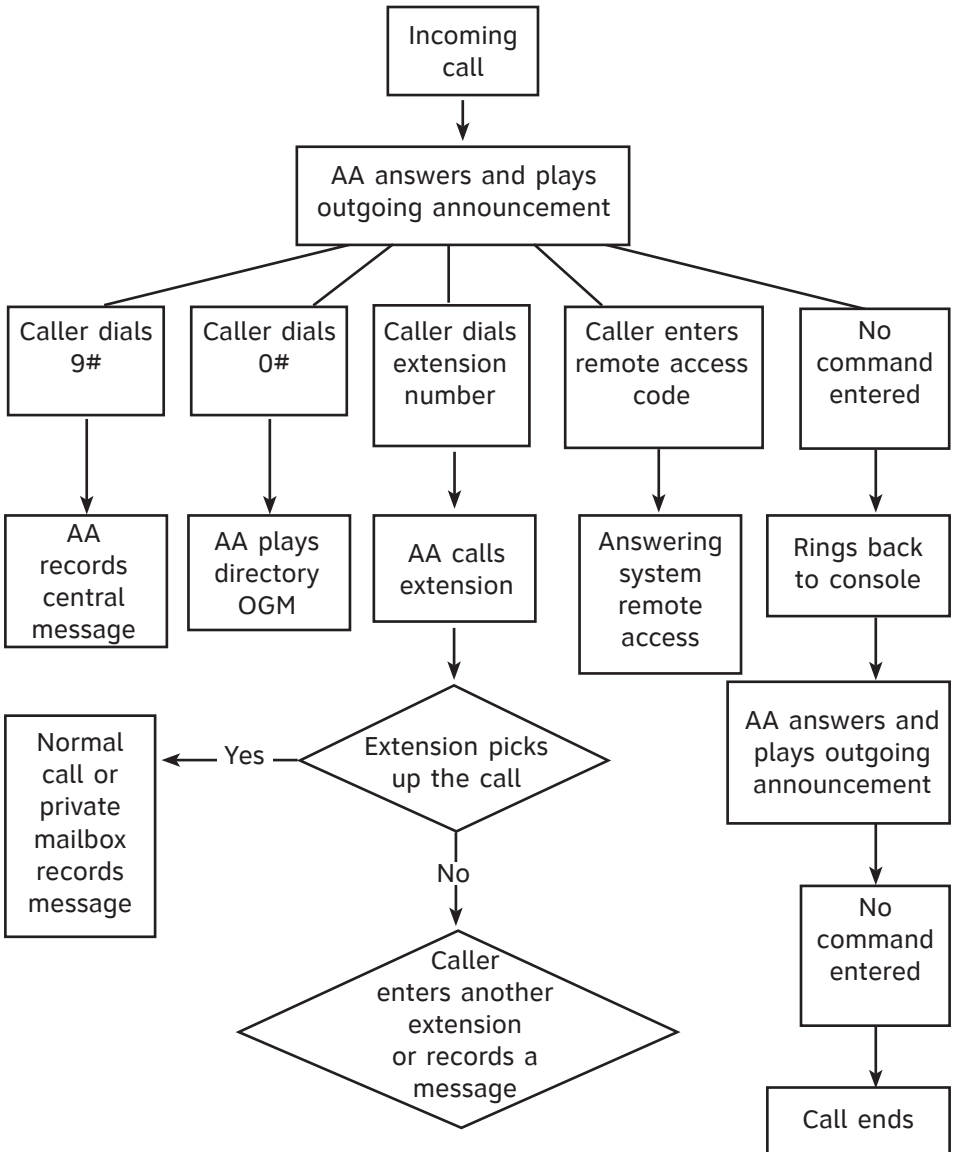 Incoming
call
AA answers and plays
outgoing announcement
Caller dials
9#
Caller dials
0#
Caller dials
extension
number
Caller enters
remote access
code
No
command
entered
AA
records
central
message
AA plays
directory
OGM
AA calls
extension
Answering
system
remote
access
Rings back
to console
Normal
call or
private
mailbox
records
message
Yes
Extension picks
up the call
AA answers and
plays outgoing
announcement
No
Caller
enters another
extension
or records a
message
No
command
entered
Call ends